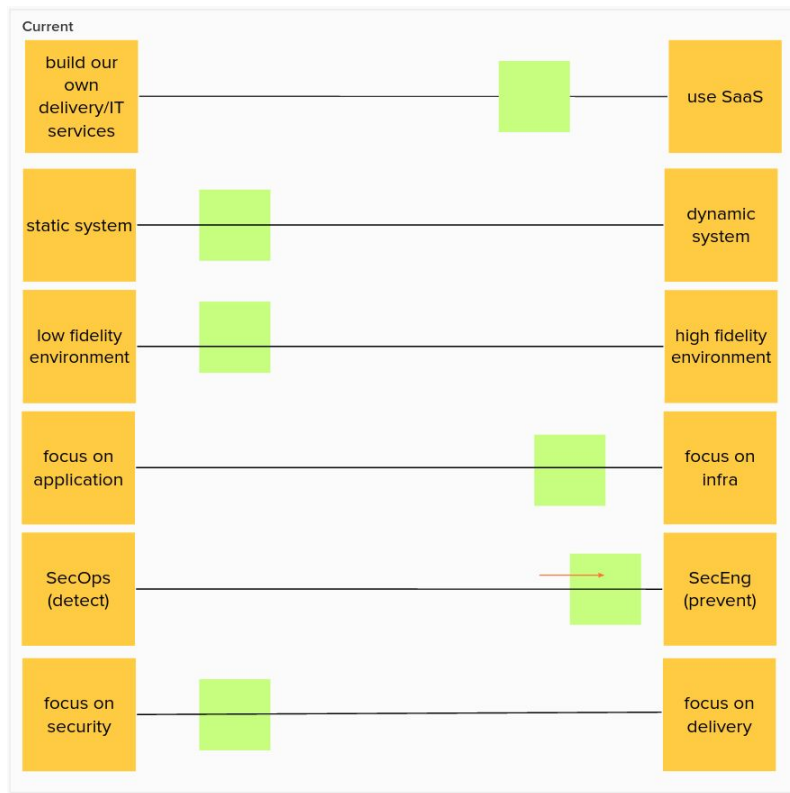 Current
build our
own
delivery/IT
services
use SaaS
static system
dynamic
system
low fidelity
environment
high fidelity
environment
focus on
application
focus on
infra
SecOps
(detect)
SecEng
(prevent)
focus on
security
focus on
delivery